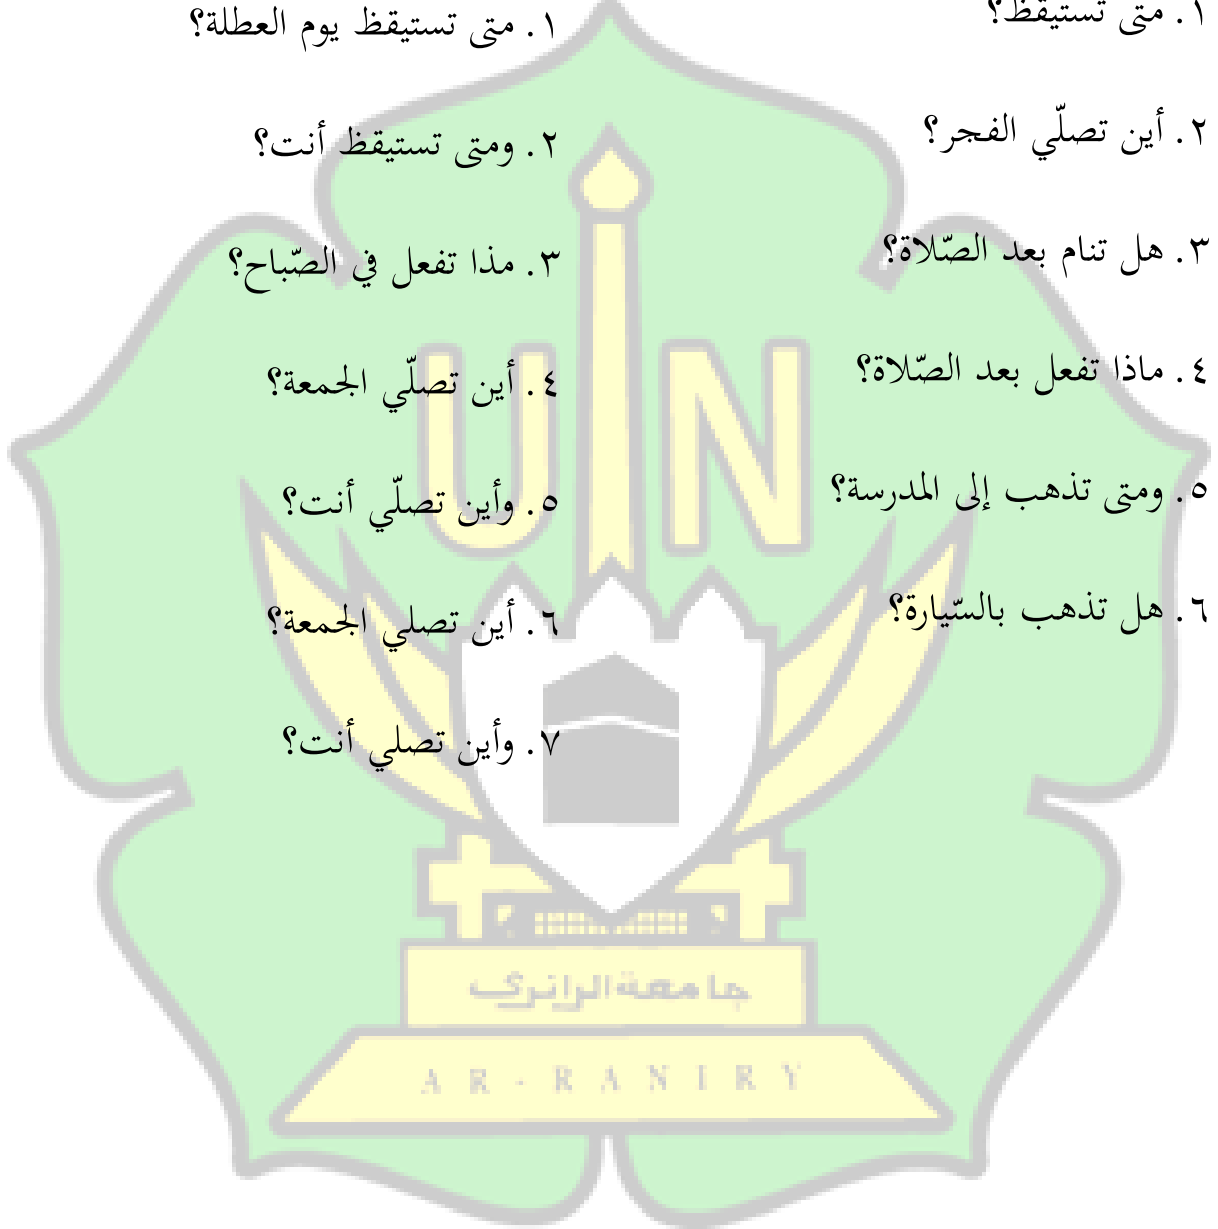 ١. متى تستيقظ؟
٢. أين تصلّي الفجر؟
٣. هل تنام بعد الصّلاة؟
٤. ماذا تفعل بعد الصّلاة؟
٥. ومتى تذهب إلى المدرسة؟
٦. هل تذهب بالسّيارة؟
١. متى تستيقظ يوم العطلة؟
٢. ومتى تستيقظ أنت؟
٣. مذا تفعل في الصّباح؟
٤. أين تصلّي الجمعة؟
٥. وأين تصلّي أنت؟
٦. أين تصلي الجمعة؟
٧. وأين تصلي أنت؟
UIN
جامعة الرانري
AR-RANIRY